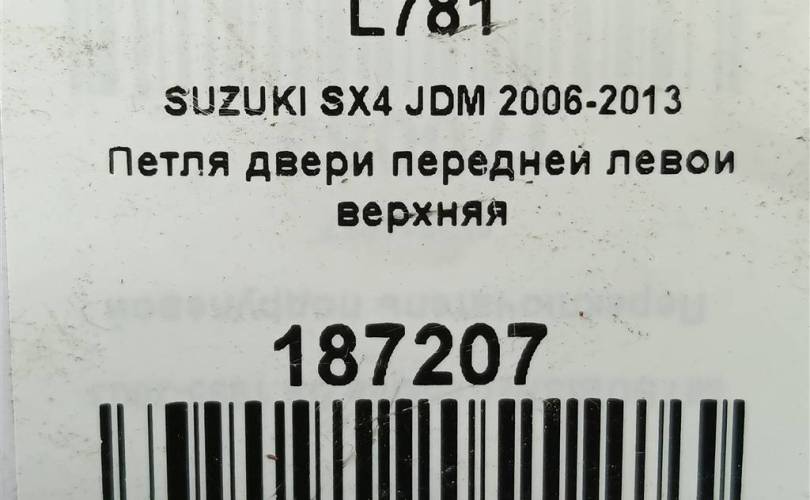 L781
SUZUKI SX4 JDM 2006-2013
Петля двери передней левой
верхняя
187207